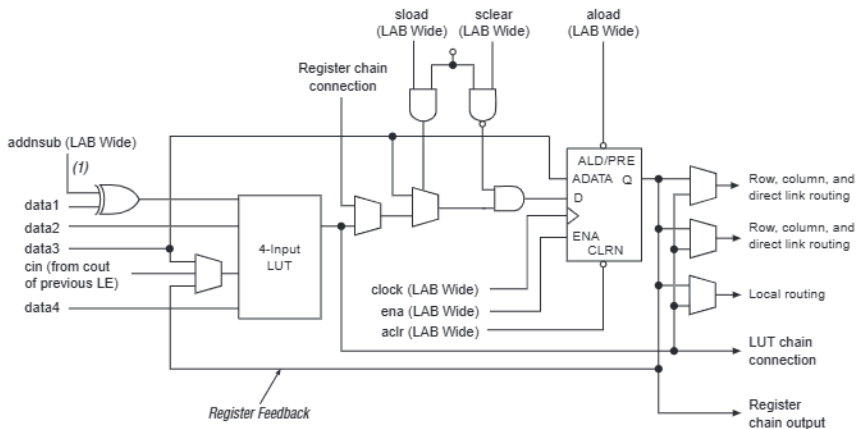 sload
(LAB Wide)
sclear
(LAB Wide)
aload
(LAB Wide)
Register chain
connection
addnsub (LAB Wide)
(1)
data1
data2
data3
cin (from cout
of previous LE)
data4
4-Input
LUT
ALD/PRE
ADATA Q
D
ENA
CLRN
clock (LAB Wide)
ena (LAB Wide)
aclr (LAB Wide)
Row, column, and
direct link routing
Row, column, and
direct link routing
Local routing
LUT chain
connection
Register
chain output
Register Feedback